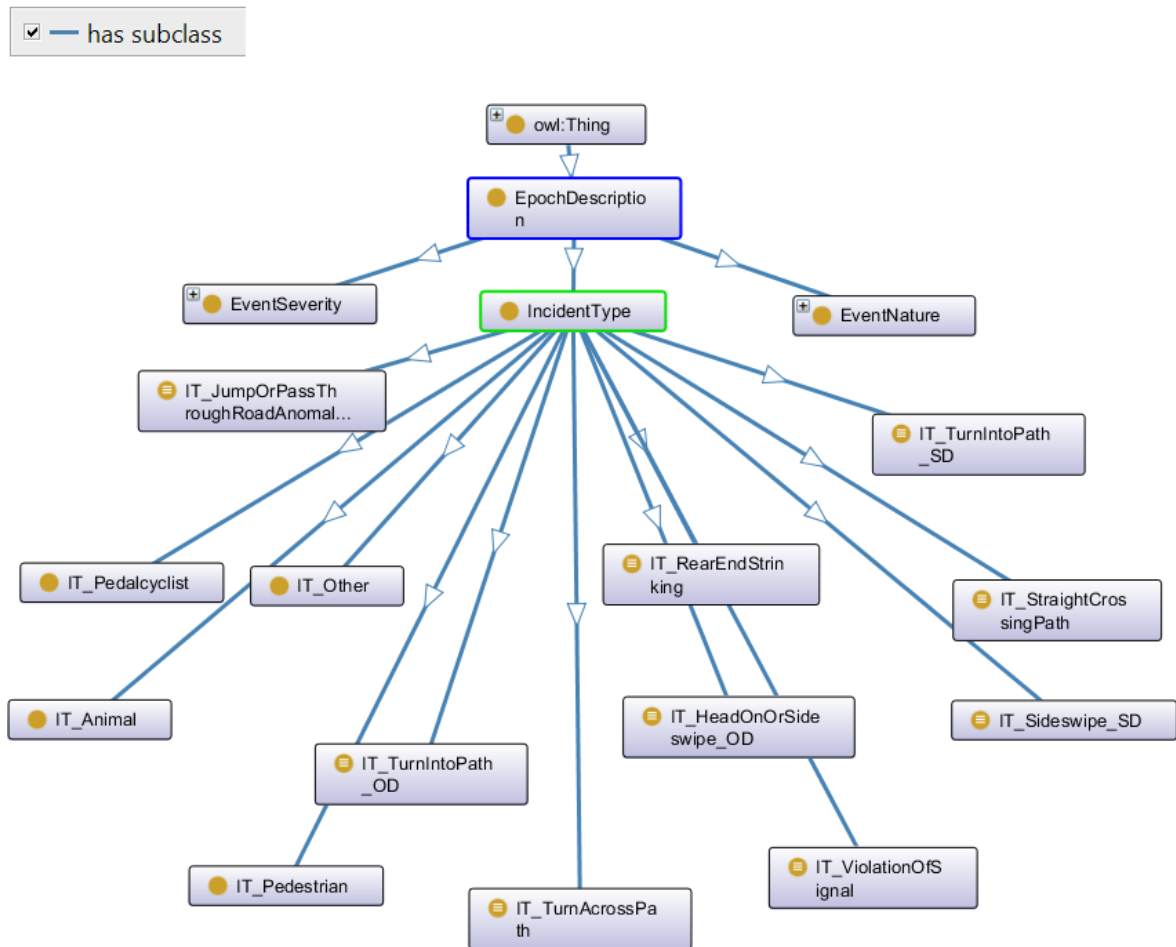 has subclass
owl:Thing
EpochDescriptio
n
EventSeverity
IncidentType
EventNature
IT_JumpOrPassTh
roughRoadAnomal...
IT_TurnIntoPath
_SD
IT_RearEndStrin
king
IT_Pedalcyclist
IT_Other
IT_StraightCros
singPath
IT_Animal
IT_HeadOnOrSide
swipe_OD
IT_Sideswipe_SD
IT_TurnIntoPath
_OD
IT_Pedestrian
IT_ViolationOfS
ignal
IT_TurnAcrossPa
th